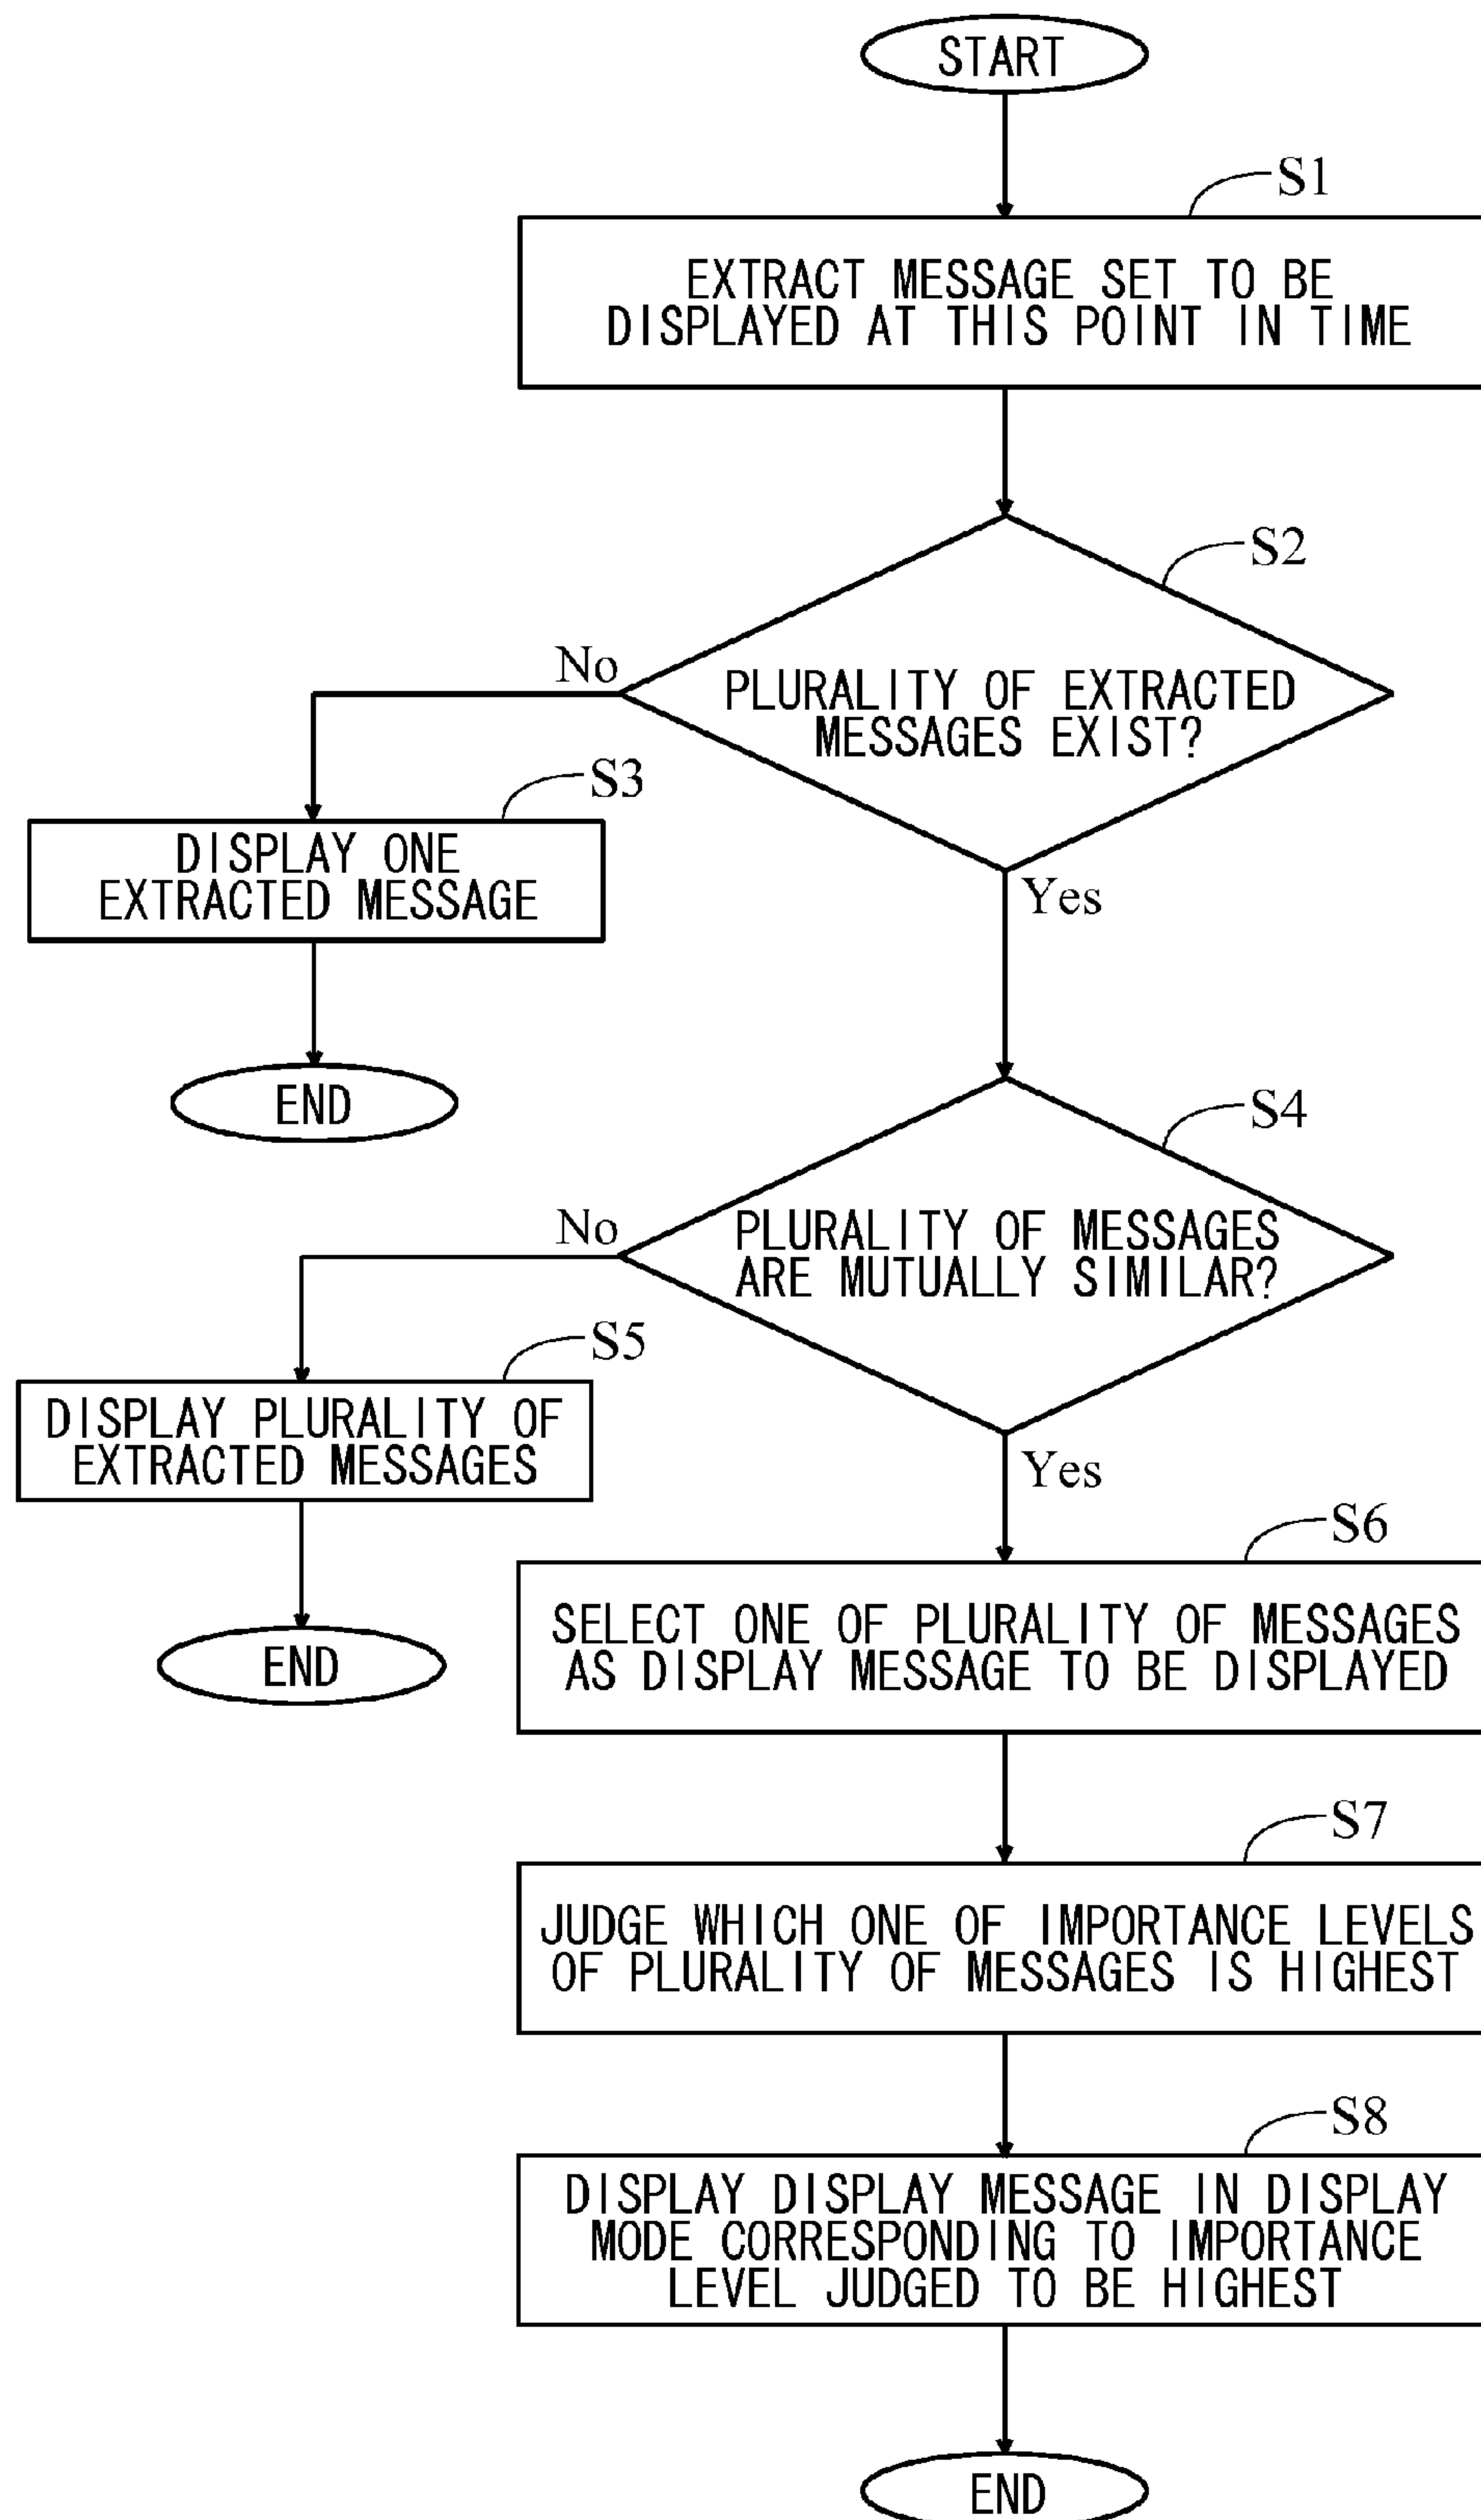 START
S1
EXTRACT MESSAGE SET TO BE
DISPLAYED AT THIS POINT IN TIME
S2
No
PLURALITY OF EXTRACTED
MESSAGES EXIST?
S3
DISPLAY ONE
EXTRACTED MESSAGE
Yes
END
S4
No
PLURALITY OF MESSAGES
ARE MUTUALLY SIMILAR?
S5
DISPLAY PLURALITY OF
EXTRACTED MESSAGES
Yes
S6
SELECT ONE OF PLURALITY OF MESSAGES
AS DISPLAY MESSAGE TO BE DISPLAYED
END
S7
JUDGE WHICH ONE OF IMPORTANCE LEVELS
OF PLURALITY OF MESSAGES IS HIGHEST
S8
DISPLAY DISPLAY MESSAGE IN DISPLAY
MODE CORRESPONDING TO IMPORTANCE
LEVEL JUDGED TO BE HIGHEST
END